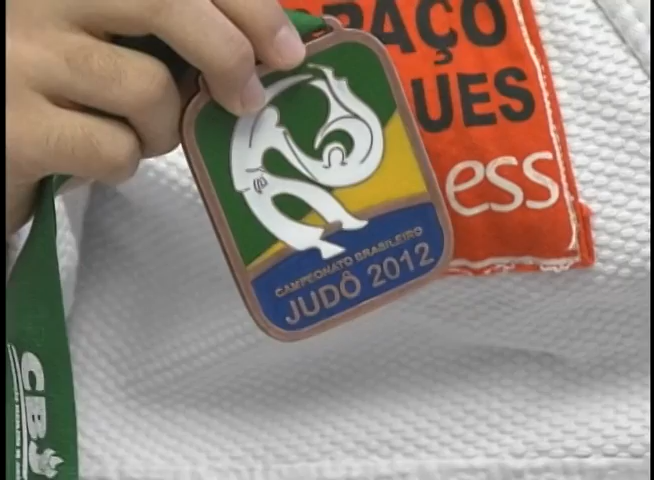 PAÇO
UES
ess
CAMPEONATO BRASILEIRO
JUDÔ 2012
CBJ